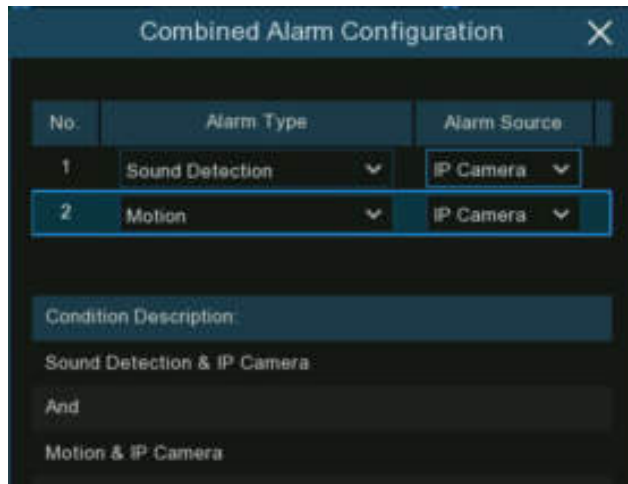 Combined Alarm Configuration
No. Alarm Type Alarm Source
1 Sound Detection IP Camera
2 Motion IP Camera
Condition Description:
Sound Detection & IP Camera
And
Motion & IP Camera